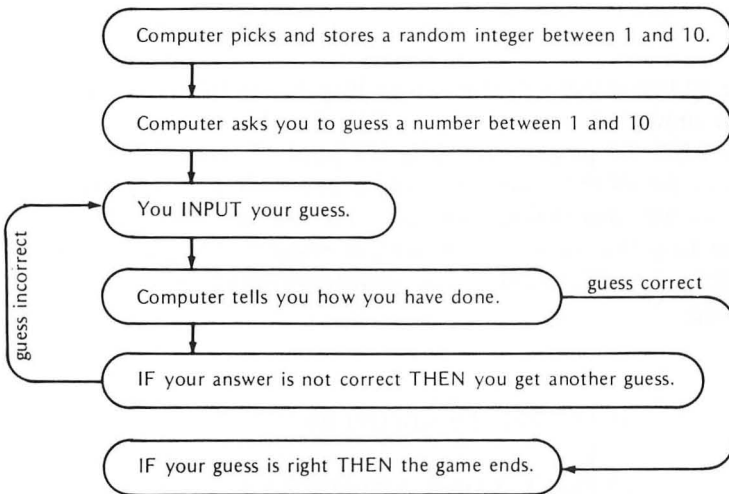 Computer picks and stores a random integer between 1 and 10.
Computer asks you to guess a number between 1 and 10
You INPUT your guess.
guess incorrect
Computer tells you how you have done.
guess correct
IF your answer is not correct THEN you get another guess.
IF your guess is right THEN the game ends.